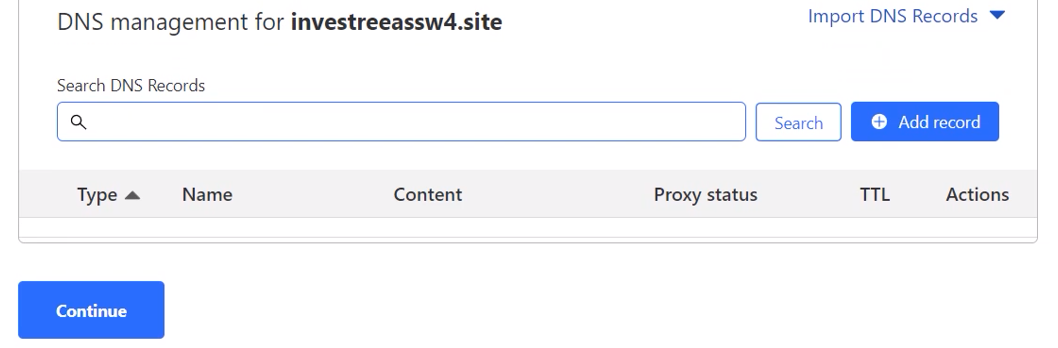 DNS management for investreeassw4.site
Import DNS Records
Search DNS Records
Search
Add record
Type Name Content Proxy status TTL Actions
Continue